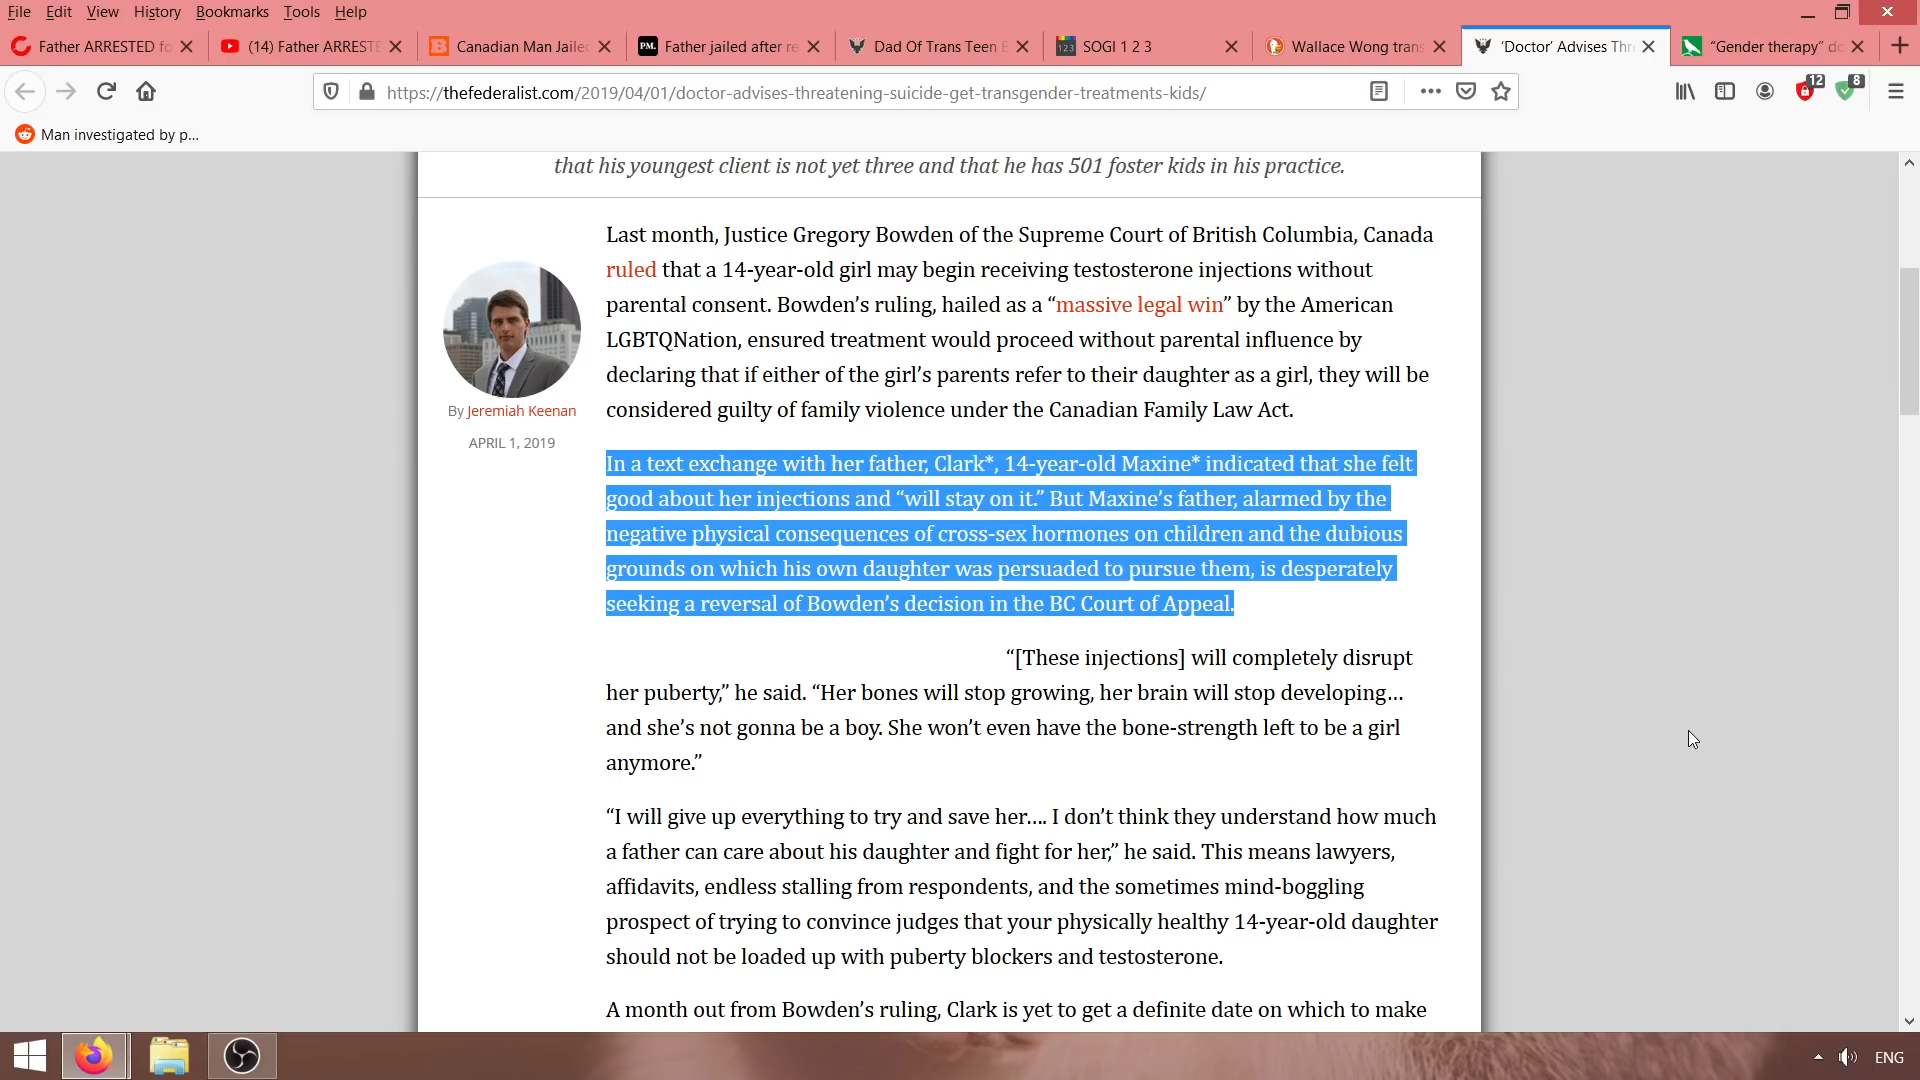 File Edit View History Bookmarks Tools Help
Father ARRESTED fo
(14) Father ARRESTE
Canadian Man Jailed
PM. Father jailed after re
Dad Of Trans Teen B
123 SOGI 1 2 3
Wallace Wong trans
‘Doctor’ Advises Thr
“Gender therapy” do
https://thefederalist.com/2019/04/01/doctor-advises-threatening-suicide-get-transgender-treatments-kids/
12
8
Man investigated by p...
that his youngest client is not yet three and that he has 501 foster kids in his practice.
By Jeremiah Keenan
APRIL 1, 2019
Last month, Justice Gregory Bowden of the Supreme Court of British Columbia, Canada
ruled that a 14-year-old girl may begin receiving testosterone injections without
parental consent. Bowden’s ruling, hailed as a “massive legal win” by the American
LGBTQNation, ensured treatment would proceed without parental influence by
declaring that if either of the girl’s parents refer to their daughter as a girl, they will be
considered guilty of family violence under the Canadian Family Law Act.
In a text exchange with her father, Clark*, 14-year-old Maxine* indicated that she felt
good about her injections and “will stay on it.” But Maxine’s father, alarmed by the
negative physical consequences of cross-sex hormones on children and the dubious
grounds on which his own daughter was persuaded to pursue them, is desperately
seeking a reversal of Bowden’s decision in the BC Court of Appeal.
“[These injections] will completely disrupt
her puberty,” he said. “Her bones will stop growing, her brain will stop developing…
and she’s not gonna be a boy. She won’t even have the bone-strength left to be a girl
anymore.”
“I will give up everything to try and save her…. I don’t think they understand how much
a father can care about his daughter and fight for her,” he said. This means lawyers,
affidavits, endless stalling from respondents, and the sometimes mind-boggling
prospect of trying to convince judges that your physically healthy 14-year-old daughter
should not be loaded up with puberty blockers and testosterone.
A month out from Bowden’s ruling, Clark is yet to get a definite date on which to make
ENG